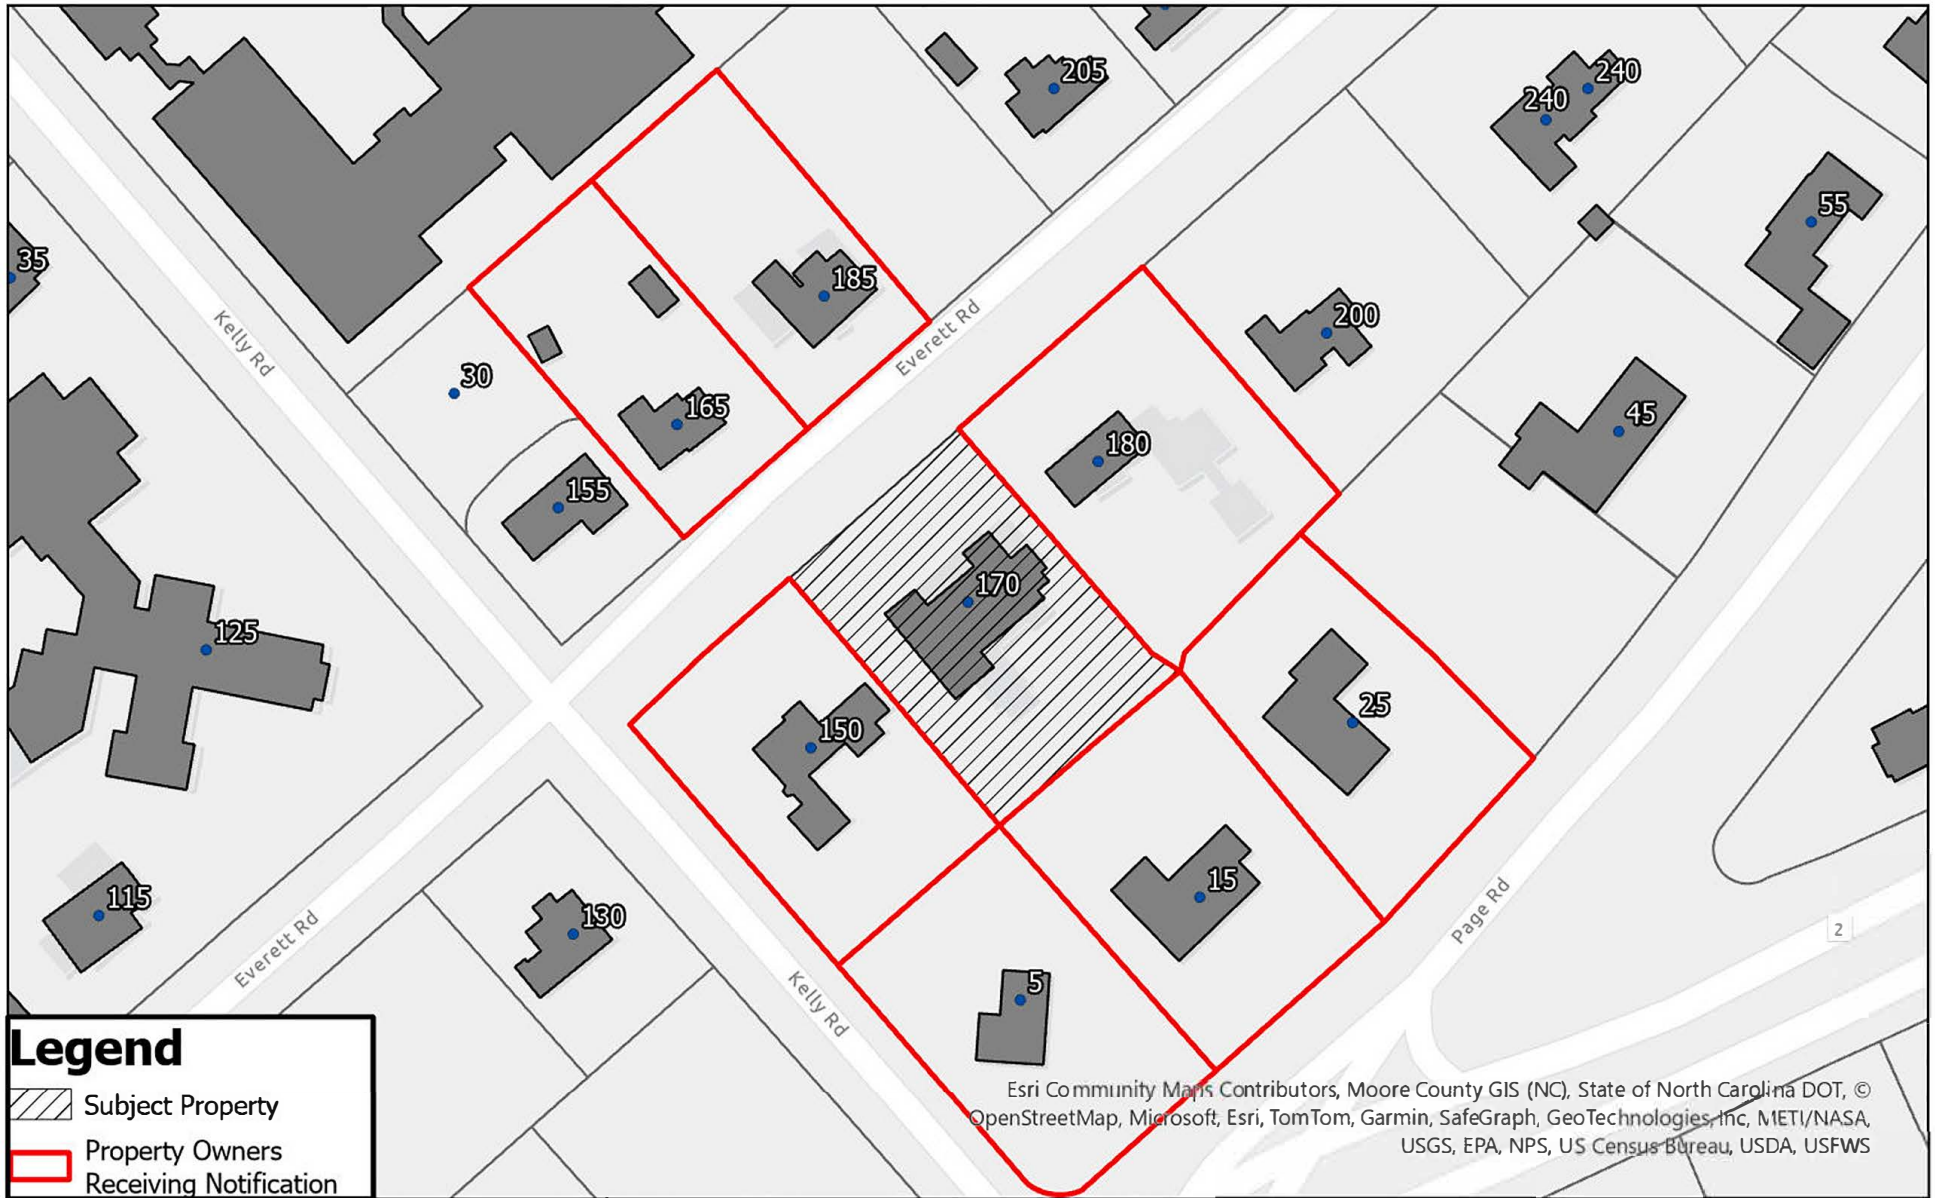 205
240
240
55
35
185
Kelly Rd
Everett Rd
200
30
165
45
180
155
170
125
25
150
15
115
130
Page Rd
2
Everett Rd
Kelly Rd
5
Legend
Subject Property
Property Owners
Receiving Notification
Esri Community Maps Contributors, Moore County GIS (NC), State of North Carolina DOT, ©
OpenStreetMap, Microsoft, Esri, TomTom, Garmin, SafeGraph, GeoTechnologies, Inc, METI/NASA,
USGS, EPA, NPS, US Census Bureau, USDA, USFWS